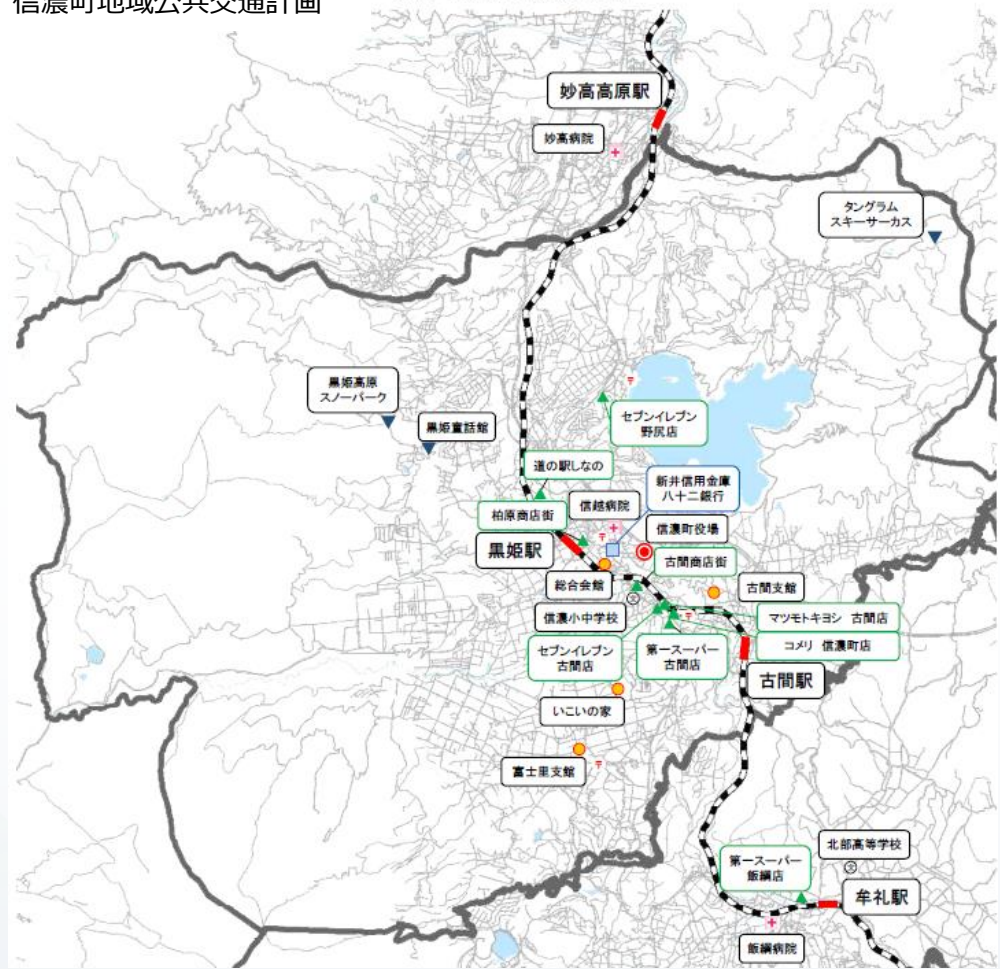 信濃町地域公共交通計画
妙高高原駅
妙高病院
タングラム
スキーサーカス
黒姫高原
スノーパーク
黒姫童話館
セブンイレブン
野尻店
道の駅しなの
新井信用金庫
八十二銀行
信越病院
柏原商店街
信濃町役場
黒姫駅
古間商店街
総合会館
古間支館
信濃小中学校
マツモトキヨシ 古間店
セブンイレブン
古間店
第一スーパー
古間店
コメリ 信濃町店
古間駅
いこいの家
富士里支館
北部高等学校
第一スーパー
飯綱店
牟礼駅
飯綱病院